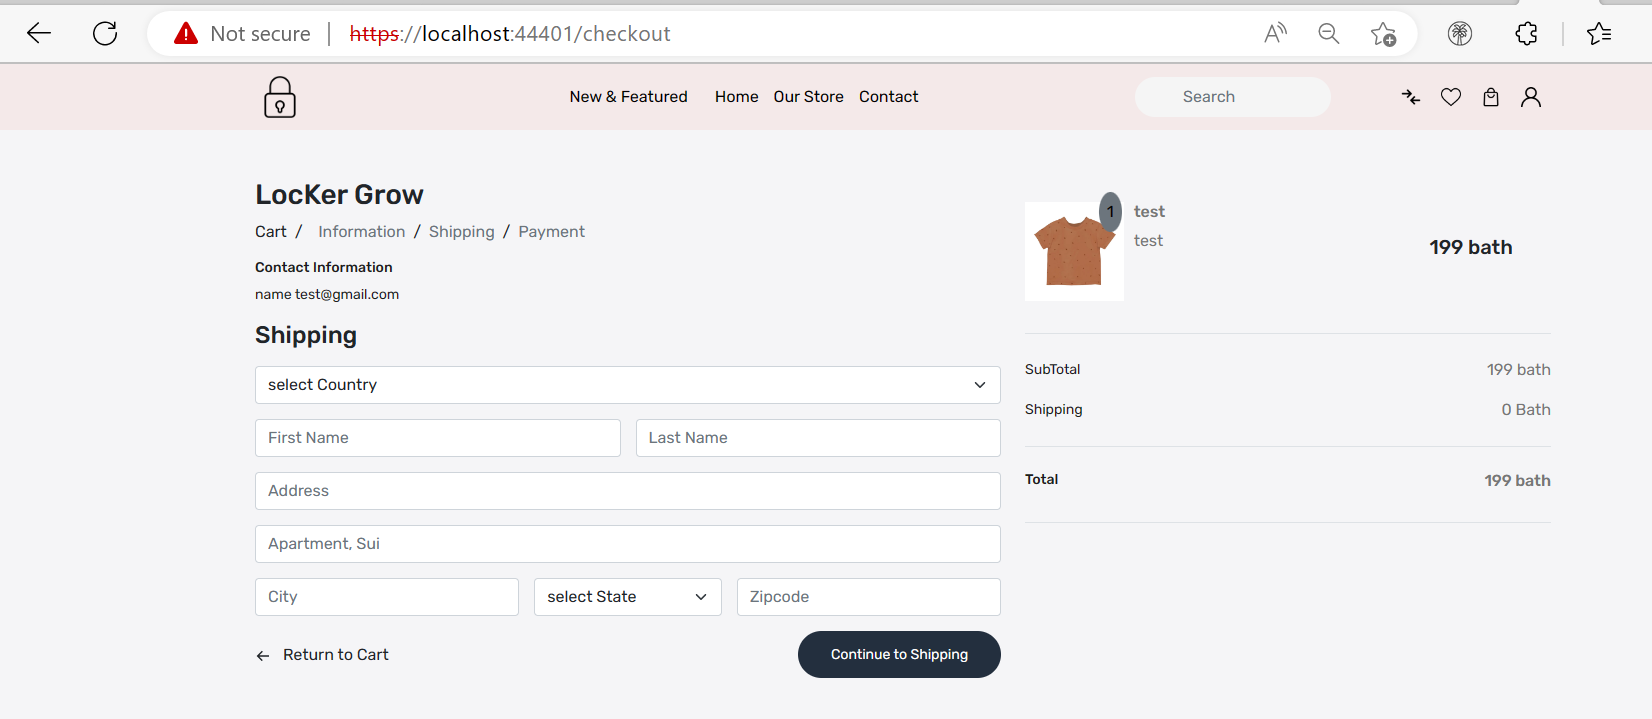 Not secure | https://localhost:44401/checkout
New & Featured Home Our Store Contact Search
LocKer Grow
Cart / Information / Shipping / Payment
Contact Information
name test@gmail.com
Shipping
select Country
First Name Last Name
Address
Apartment, Sui
City select State Zipcode
Return to Cart Continue to Shipping
1 test
test
199 bath
SubTotal 199 bath
Shipping 0 Bath
Total 199 bath